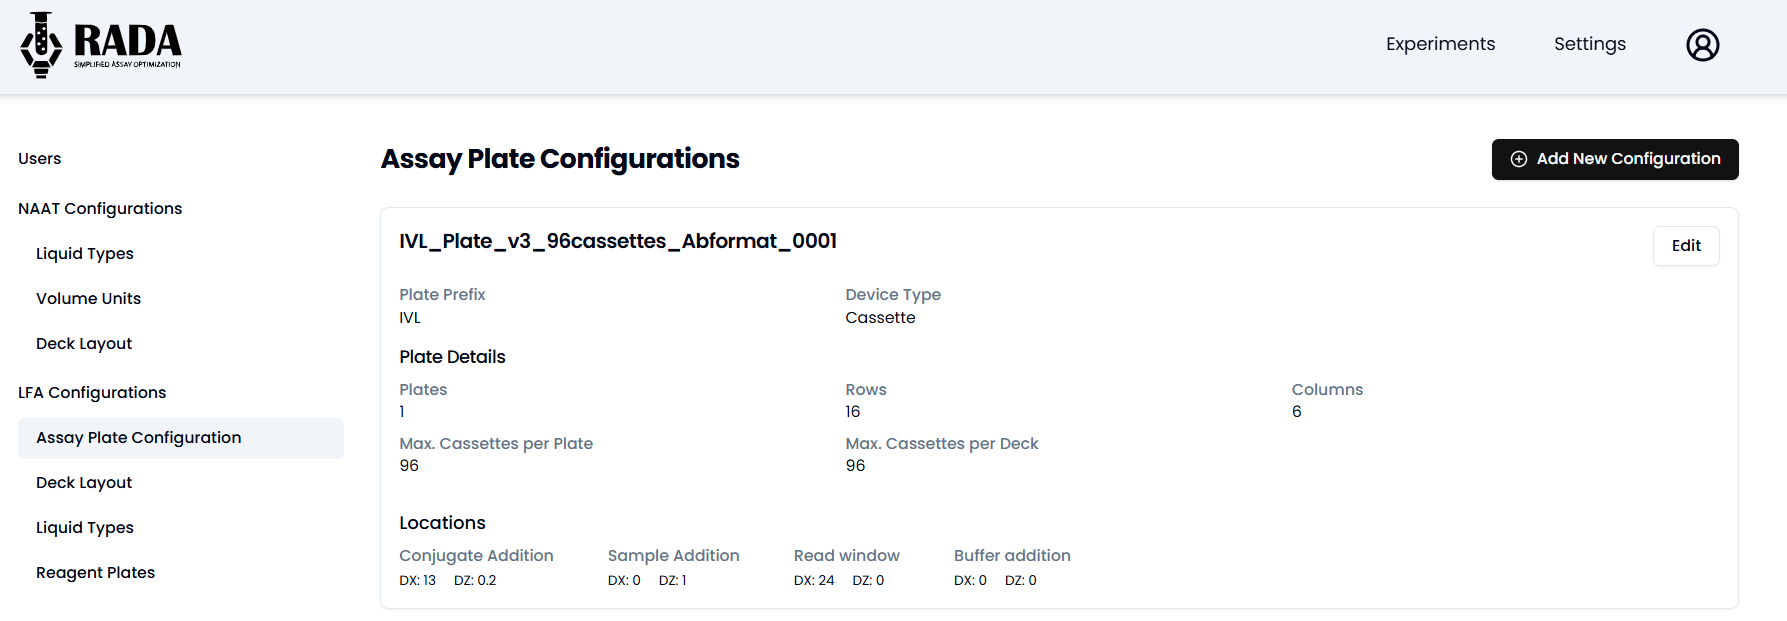 RADA
SIMPLIFIED ASSAY OPTIMIZATION
Experiments Settings
Users
NAAT Configurations
Liquid Types
Volume Units
Deck Layout
LFA Configurations
Assay Plate Configuration
Deck Layout
Liquid Types
Reagent Plates
Assay Plate Configurations
Add New Configuration
IVL_Plate_v3_96cassettes_Abformat_0001
Edit
Plate Prefix Device Type
IVL Cassette
Plate Details
Plates Rows Columns
1 16 6
Max. Cassettes per Plate Max. Cassettes per Deck
96 96
Locations
Conjugate Addition Sample Addition Read window Buffer addition
DX: 13 DZ: 0.2 DX: 0 DZ: 1 DX: 24 DZ: 0 DX: 0 DZ: 0